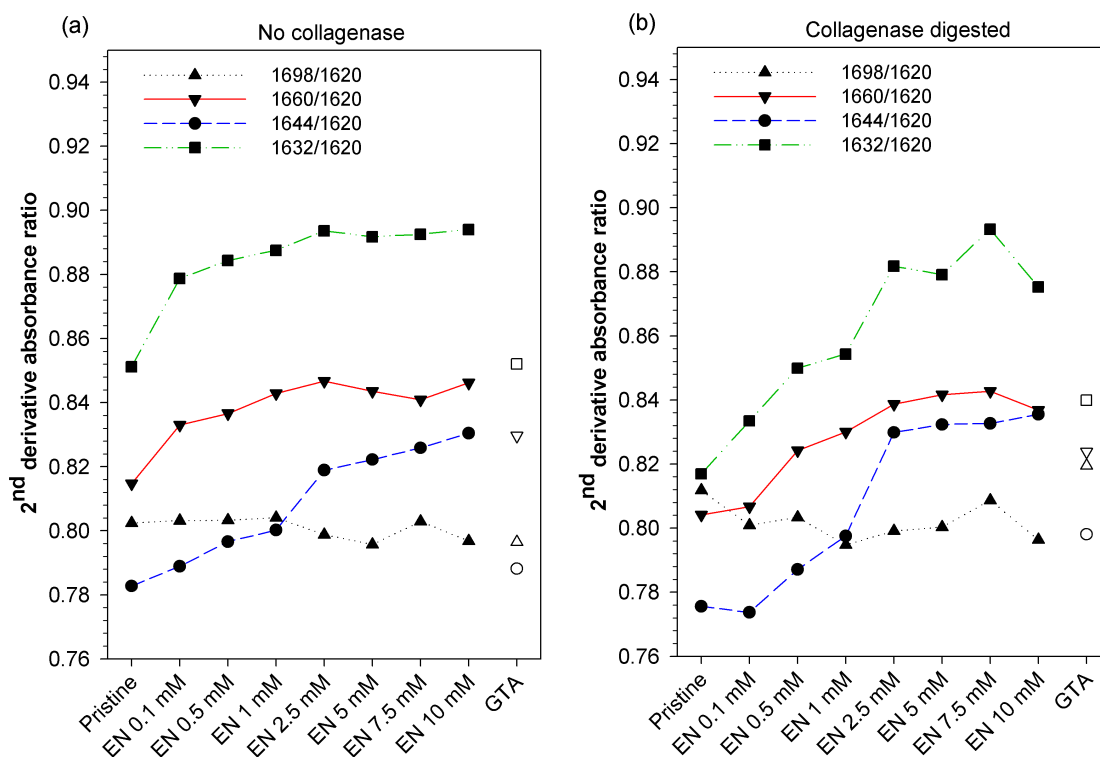 (a)
No collagenase
1698/1620
1660/1620
1644/1620
1632/1620
2nd derivative absorbance ratio
0.94
0.92
0.90
0.88
0.86
0.84
0.82
0.80
0.78
0.76
Pristine
EN 0.1 mM
EN 0.5 mM
EN 1 mM
EN 2.5 mM
EN 5 mM
EN 7.5 mM
EN 10 mM
GTA
(b)
Collagenase digested
1698/1620
1660/1620
1644/1620
1632/1620
2nd derivative absorbance ratio
0.94
0.92
0.90
0.88
0.86
0.84
0.82
0.80
0.78
0.76
Pristine
EN 0.1 mM
EN 0.5 mM
EN 1 mM
EN 2.5 mM
EN 5 mM
EN 7.5 mM
EN 10 mM
GTA